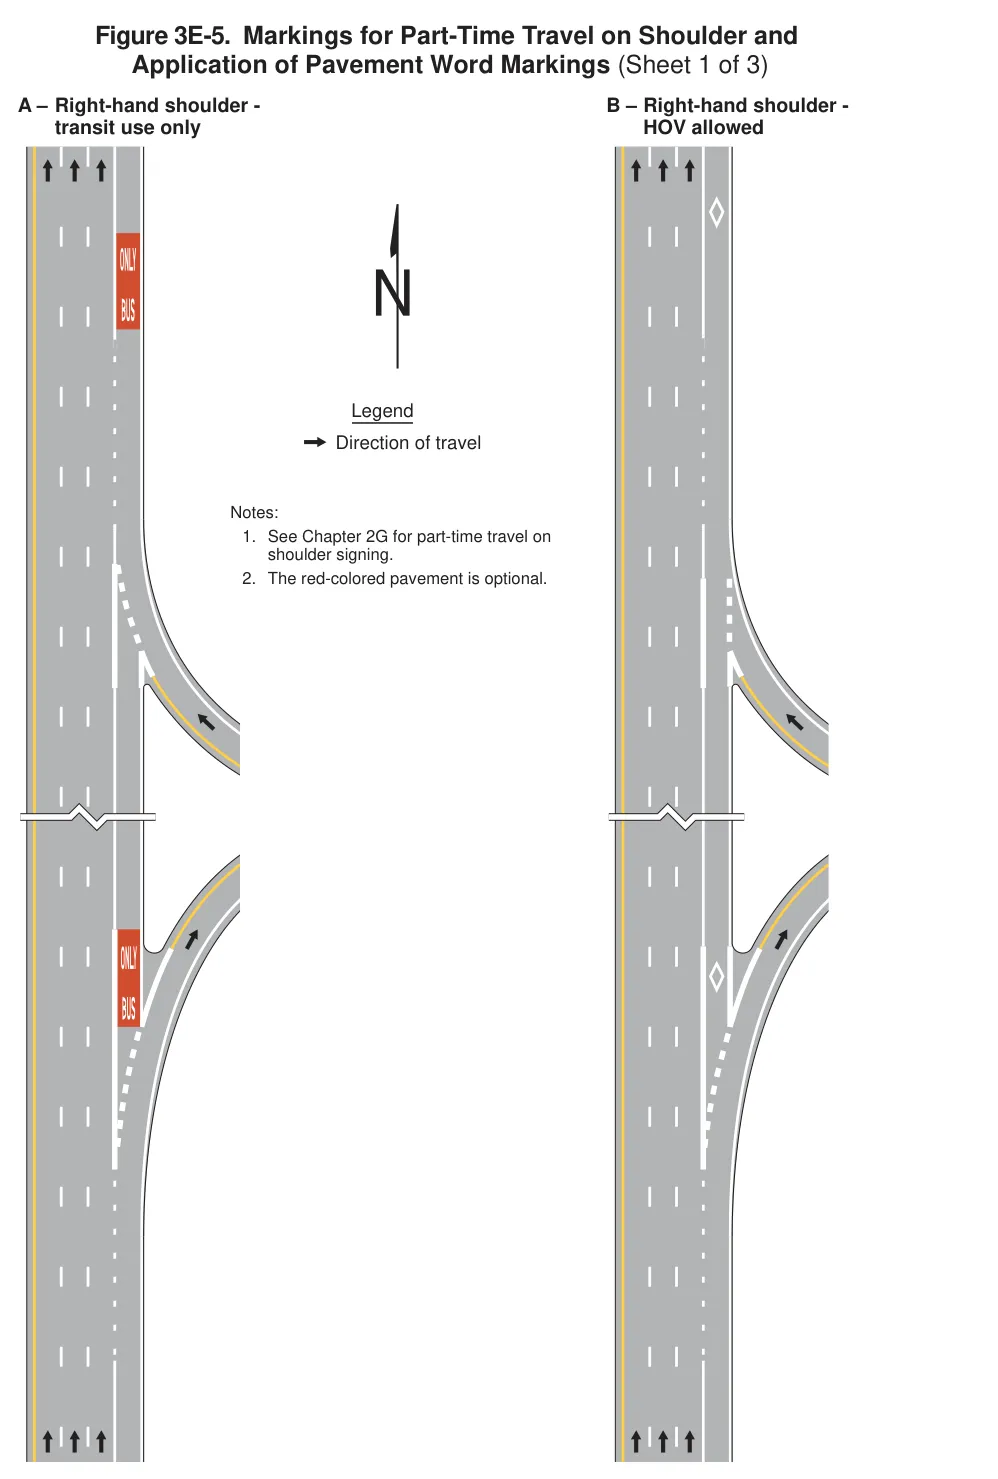 Figure 3E-5. Markings for Part-Time Travel on Shoulder and
Application of Pavement Word Markings (Sheet 1 of 3)
A – Right-hand shoulder -
transit use only
B – Right-hand shoulder -
HOV allowed
ONLY
BUS
N
Legend
Direction of travel
Notes:
1. See Chapter 2G for part-time travel on
shoulder signing.
2. The red-colored pavement is optional.
ONLY
BUS